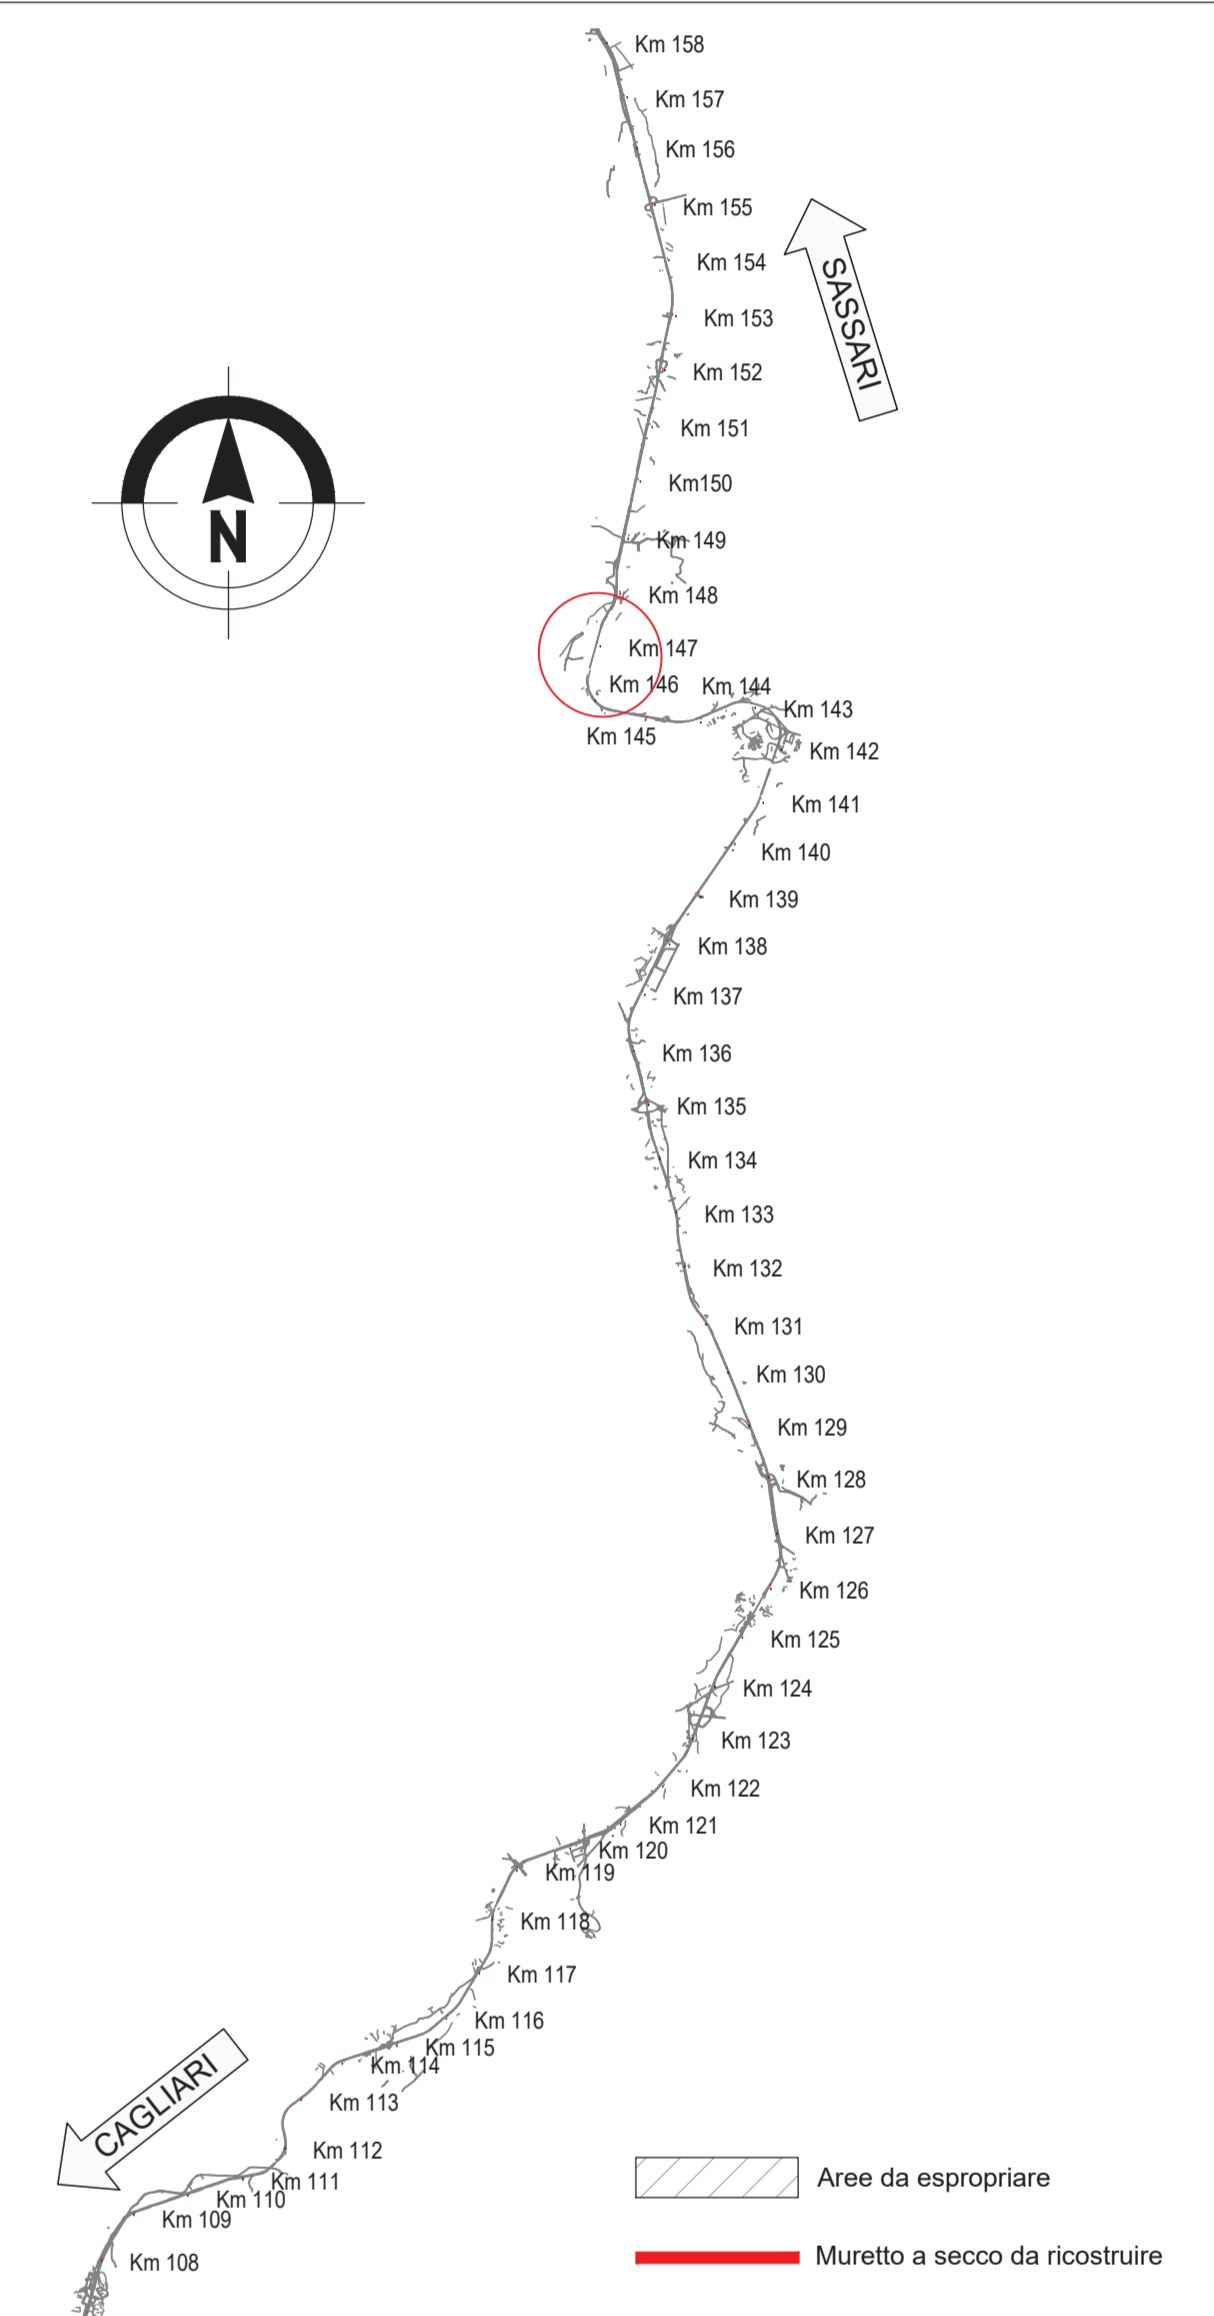 Km 158
Km 157
Km 156
Km 155
Km 154
SASSARI
Km 153
Km 152
Km 151
Km150
N
Km 149
Km 148
Km 147
Km 146
Km 144
Km 143
Km 145
Km 142
Km 141
Km 140
Km 139
Km 138
Km 137
Km 136
Km 135
Km 134
Km 133
Km 132
Km 131
Km 130
Km 129
Km 128
Km 127
Km 126
Km 125
Km 124
Km 123
Km 122
Km 121
Km 120
Km 119
Km 118
Km 117
Km 116
Km 115
Km 114
Km 113
CAGLIARI
Km 112
Km 111
Km 110
Km 109
Km 108
Aree da espropriare
Muretto a secco da ricostruire